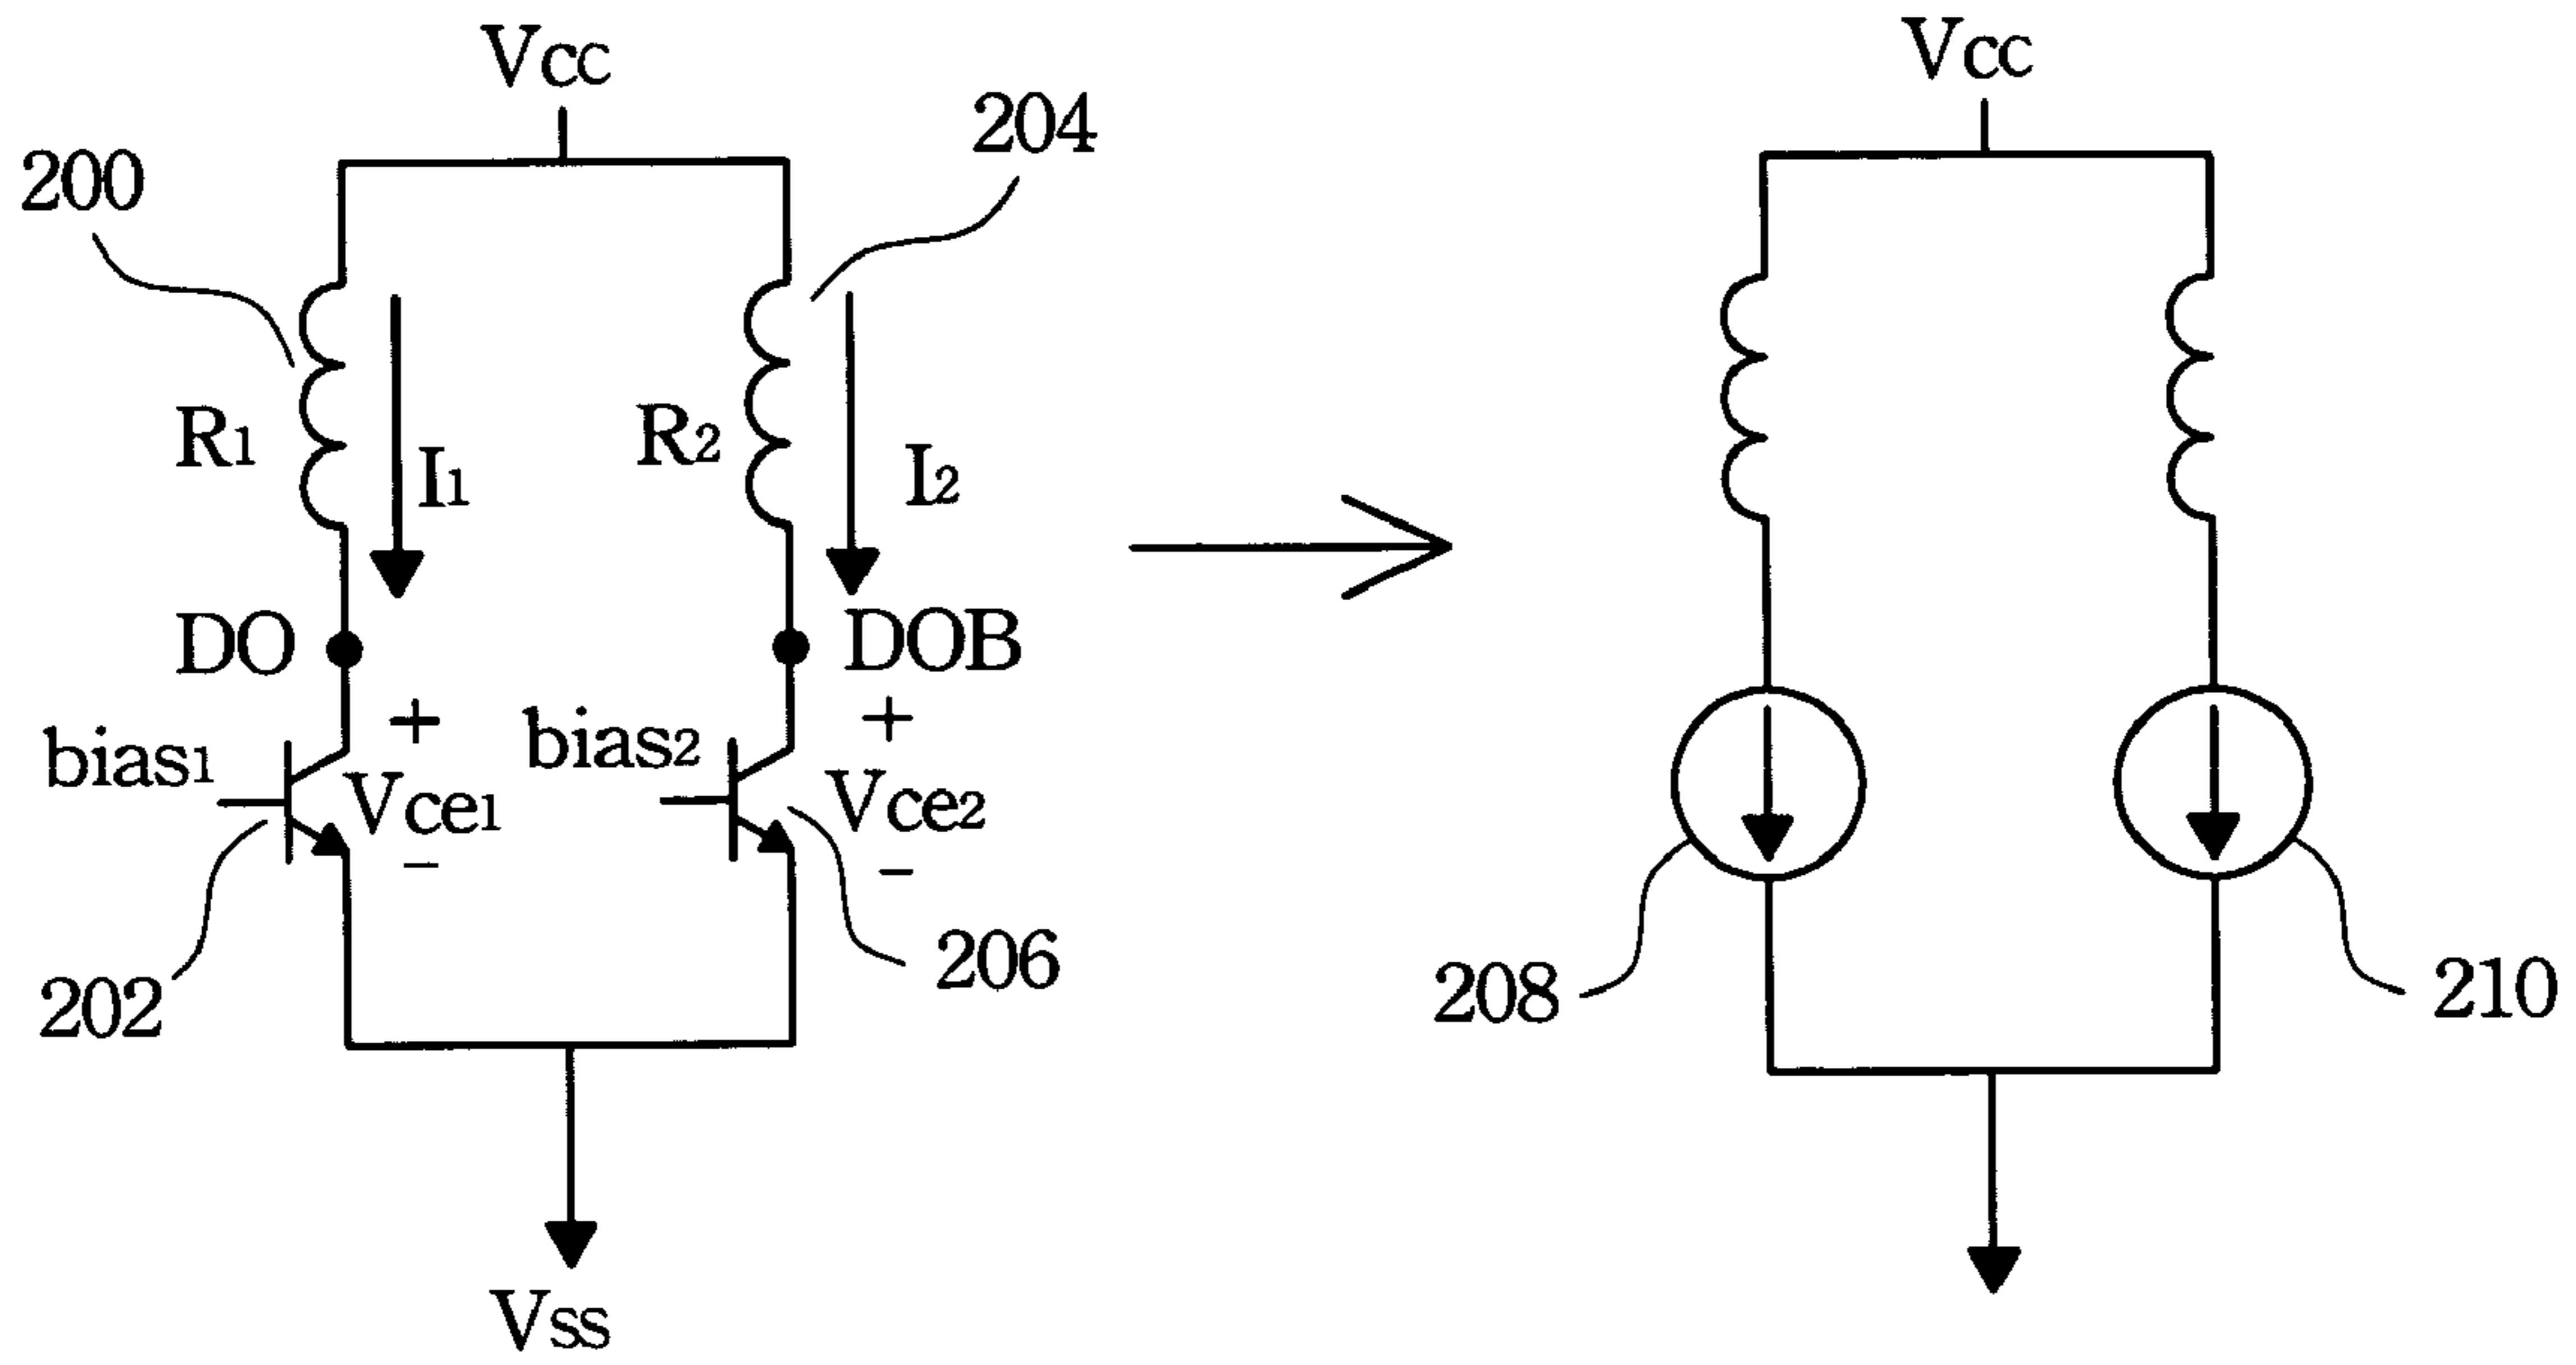 Vcc
Vcc
204
200
R1
I1
R2
I2
DO
DOB
+
+
bias1
bias2
Vce1
Vce2
−
−
202
206
208
210
Vss